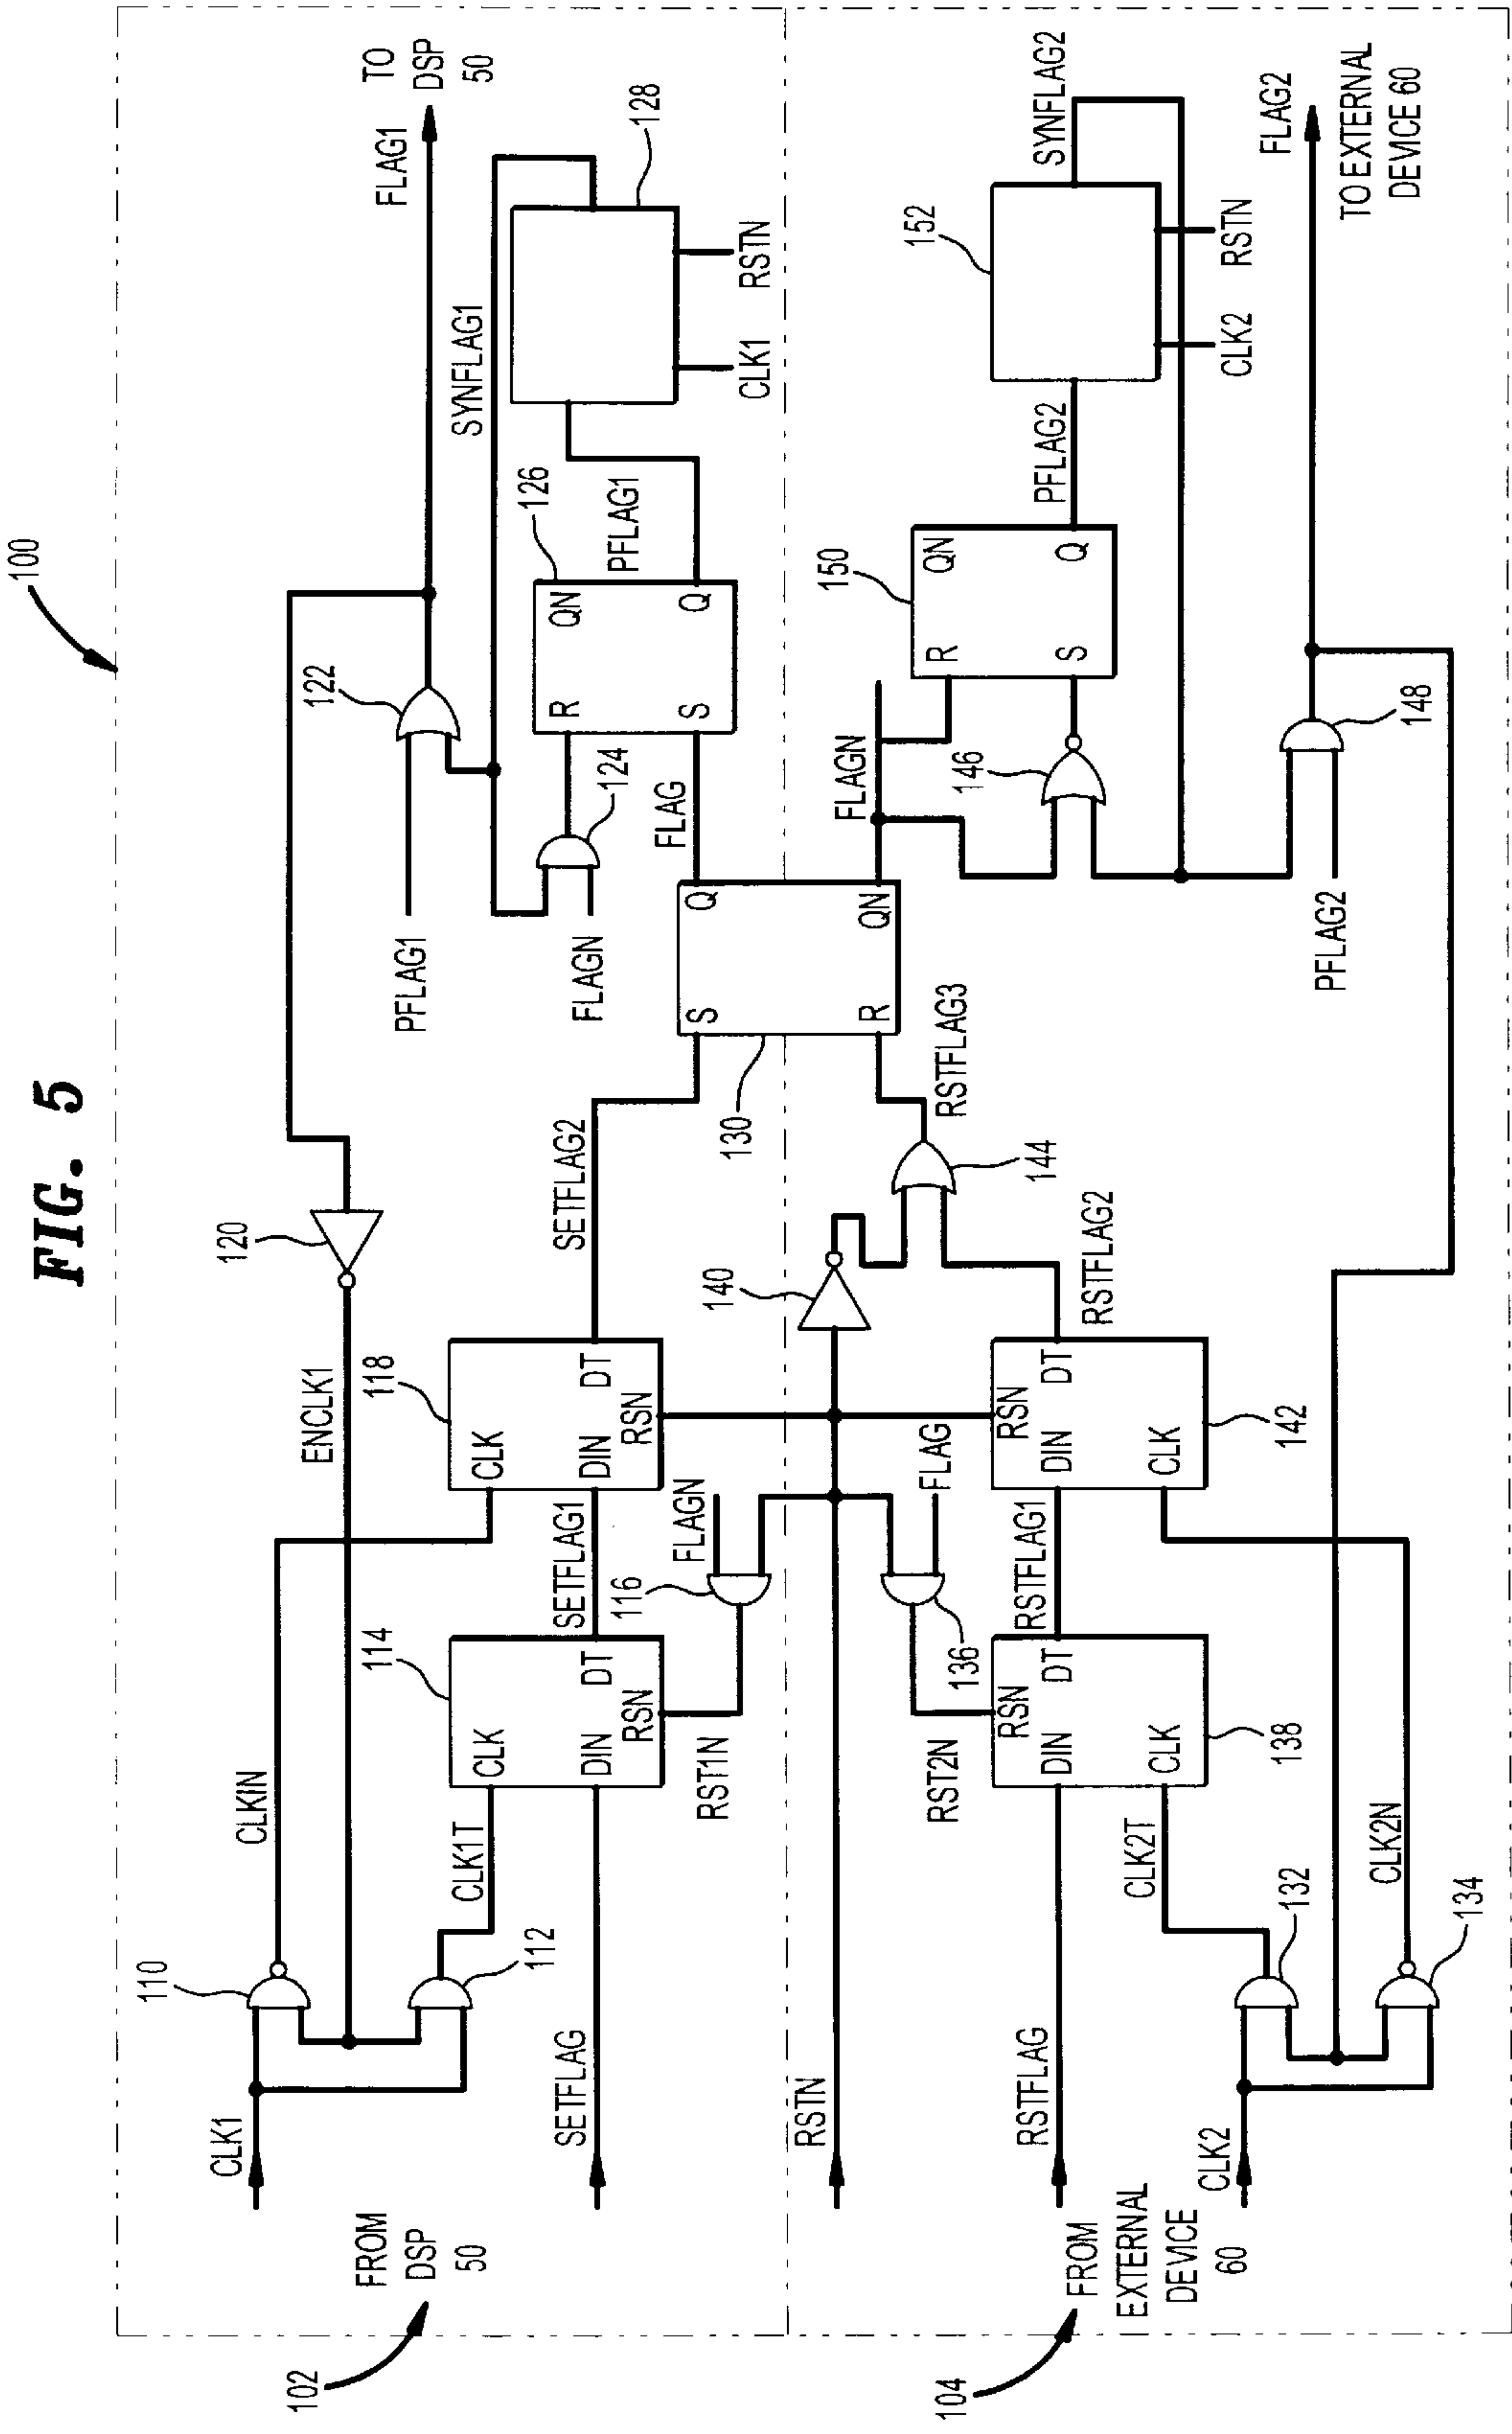 FIG. 5
100
102
FROM
DSP
50
CLK1
110
112
CLKIN
CLK1T
ENCLK1
120
SETFLAG
114
CLK
DIN
DT
RSN
SETFLAG1
118
CLK
DIN
DT
RSN
SETFLAG2
RST1N
116
FLAGN
PFLAG1
122
FLAG1
TO
DSP
50
124
FLAGN
SYNFLAG1
126
R
QN
S
Q
FLAG
PFLAG1
128
CLK1
RSTN
130
S
Q
R
QN
RSTN
104
FROM
EXTERNAL
DEVICE
60
RSTFLAG
CLK2
132
134
CLK2T
CLK2N
RST2N
136
FLAG
138
RSN
DIN
DT
CLK
RSTFLAG1
140
142
RSN
DIN
DT
CLK
RSTFLAG2
144
RSTFLAG3
FLAGN
146
150
R
QN
S
Q
PFLAG2
152
SYNFLAG2
CLK2
RSTN
PFLAG2
148
FLAG2
TO EXTERNAL
DEVICE 60